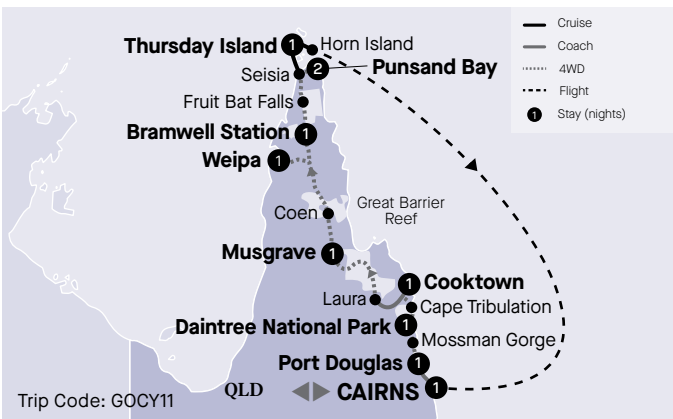 Cruise
Coach
4WD
Flight
1 Stay (nights)
Thursday Island 1
Horn Island
Seisia
2 Punsand Bay
Fruit Bat Falls
Bramwell Station 1
Weipa 1
Coen
Great Barrier
Reef
Musgrave 1
1 Cooktown
Laura
Cape Tribulation
Daintree National Park 1
Mossman Gorge
Port Douglas 1
QLD
CAIRNS 1
Trip Code: GOCY11